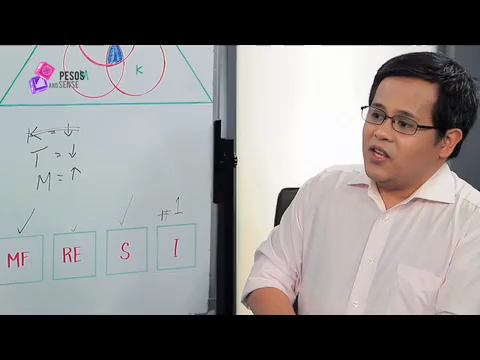 PESOS
AND SENSE
M
K
K = ↓
T = ↓
M = ↑
✓ ✓ ✓ #1
MF RE S I